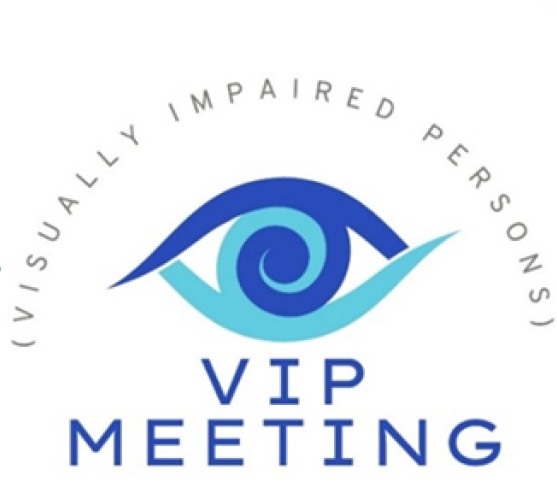 (VISUALLY IMPAIRED PERSONS)
VIP
MEETING